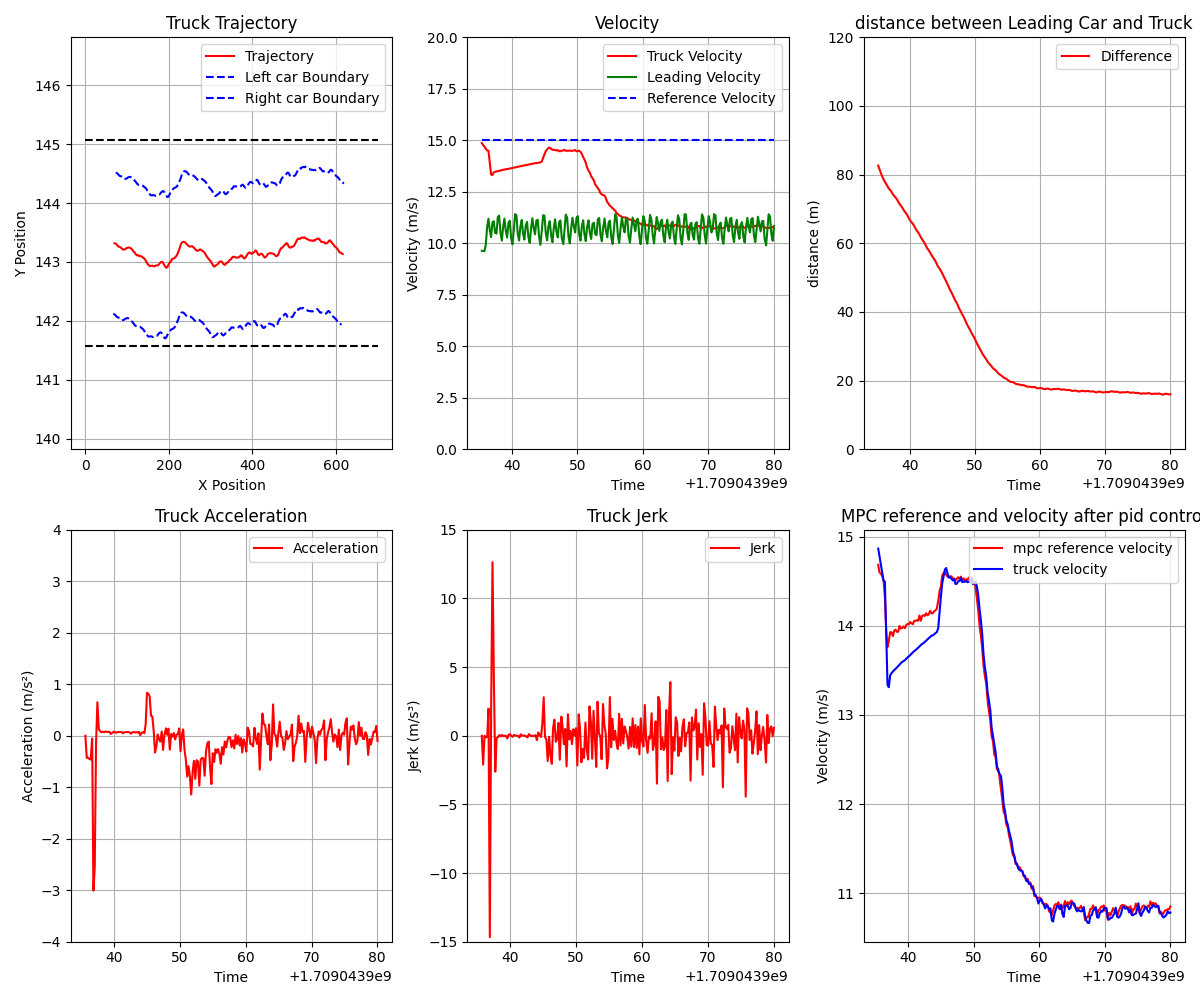 Truck Trajectory
Trajectory
Left car Boundary
Right car Boundary
146
145
144
143
142
141
140
Y Position
0
200
400
600
X Position
Velocity
Truck Velocity
Leading Velocity
Reference Velocity
20.0
17.5
15.0
12.5
10.0
7.5
5.0
2.5
0.0
Velocity (m/s)
40
50
60
70
80
Time
+1.7090439e9
distance between Leading Car and Truck
Difference
120
100
80
60
40
20
0
distance (m)
40
50
60
70
80
Time
+1.7090439e9
Truck Acceleration
Acceleration
4
3
2
1
0
−1
−2
−3
−4
Acceleration (m/s²)
40
50
60
70
80
Time
+1.7090439e9
Truck Jerk
Jerk
15
10
5
0
−5
−10
−15
Jerk (m/s³)
40
50
60
70
80
Time
+1.7090439e9
MPC reference and velocity after pid contro
mpc reference velocity
truck velocity
15
14
13
12
11
Velocity (m/s)
40
50
60
70
80
Time
+1.7090439e9